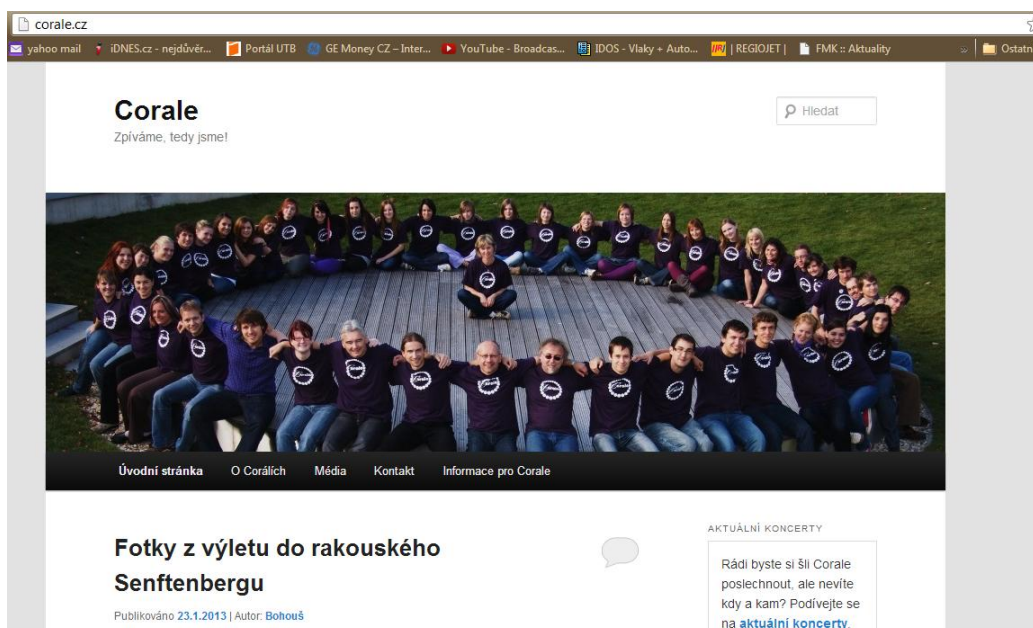 corale.cz
yahoo mail
iDNES.cz - nejdůvěr...
Portál UTB
GE Money CZ – Inter...
YouTube - Broadcas...
IDOS - Vlaky + Auto...
| REGIOJET |
FMK :: Aktuality
»
Ostatn
Corale
Zpíváme, tedy jsme!
Hledat
Úvodní stránka
O Corálích
Média
Kontakt
Informace pro Corale
Fotky z výletu do rakouského
Senftenbergu
Publikováno 23.1.2013 | Autor: Bohouš
AKTUÁLNÍ KONCERTY
Rádi byste si šli Corale
poslechnout, ale nevíte
kdy a kam? Podívejte se
na aktuální koncerty.